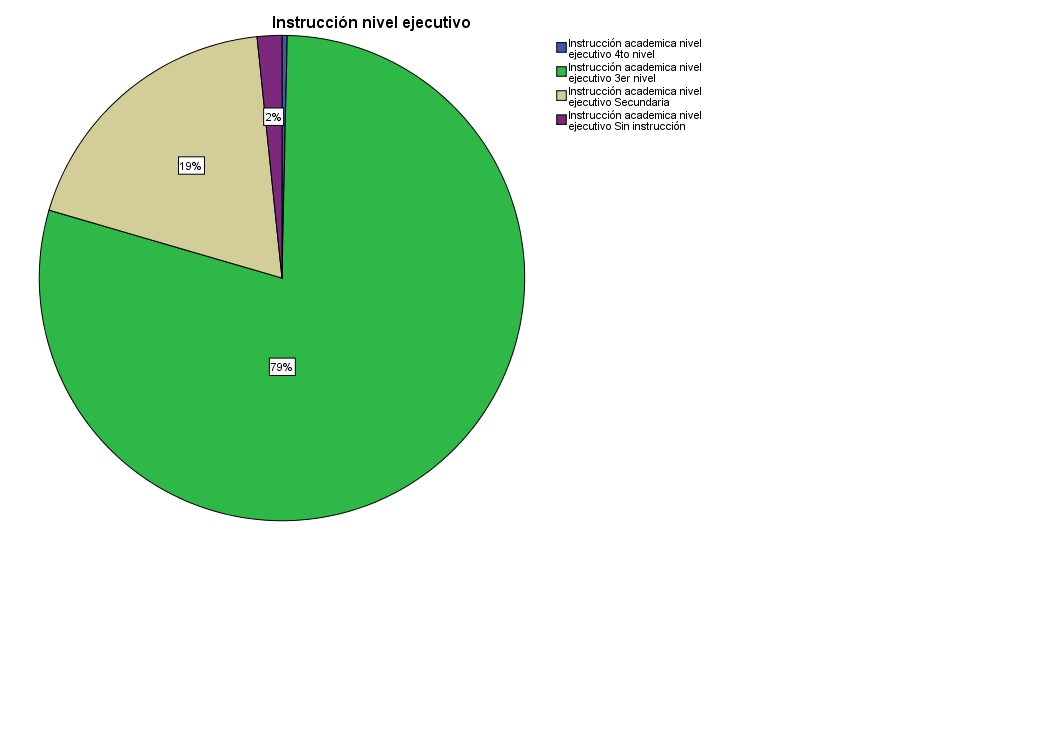 Instrucción nivel ejecutivo
Instrucción academica nivel
ejecutivo 4to nivel
Instrucción academica nivel
ejecutivo 3er nivel
Instrucción academica nivel
ejecutivo Secundaria
Instrucción academica nivel
ejecutivo Sin instrucción
2%
19%
79%